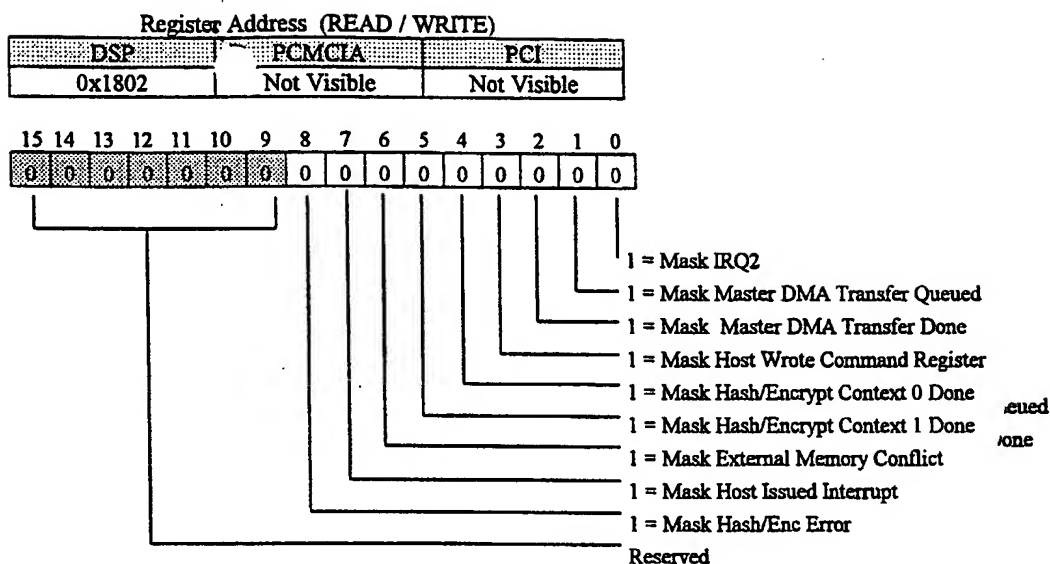 Register Address (READ / WRITE)
DSP PCMCIA PCI
0x1802 Not Visible Not Visible
15 14 13 12 11 10 9 8 7 6 5 4 3 2 1 0
0 0 0 0 0 0 0 0 0 0 0 0 0 0 0 0
1 = Mask IRQ2
1 = Mask Master DMA Transfer Queued
1 = Mask Master DMA Transfer Done
1 = Mask Host Wrote Command Register
1 = Mask Hash/Encrypt Context 0 Done
eued
1 = Mask Hash/Encrypt Context 1 Done
one
1 = Mask External Memory Conflict
1 = Mask Host Issued Interrupt
1 = Mask Hash/Enc Error
Reserved